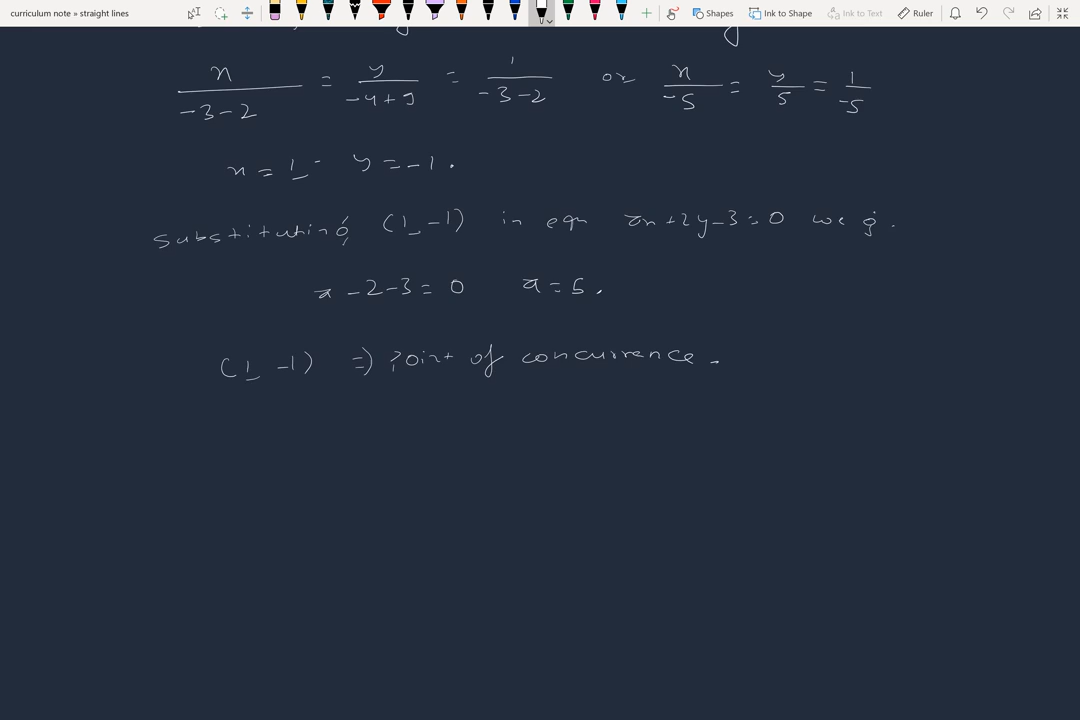 curriculum note » straight lines
Shapes Ink to Shape Ink to Text Ruler
x/(-3-2) = y/(-4+9) = 1/(-3-2) or x/-5 = y/5 = 1/-5
x = 1 y = -1.
Substituting (1, -1) in eqn ax+2y-3=0 we g.
a - 2 - 3 = 0 a = 5.
(1, -1) => Point of concurrence.